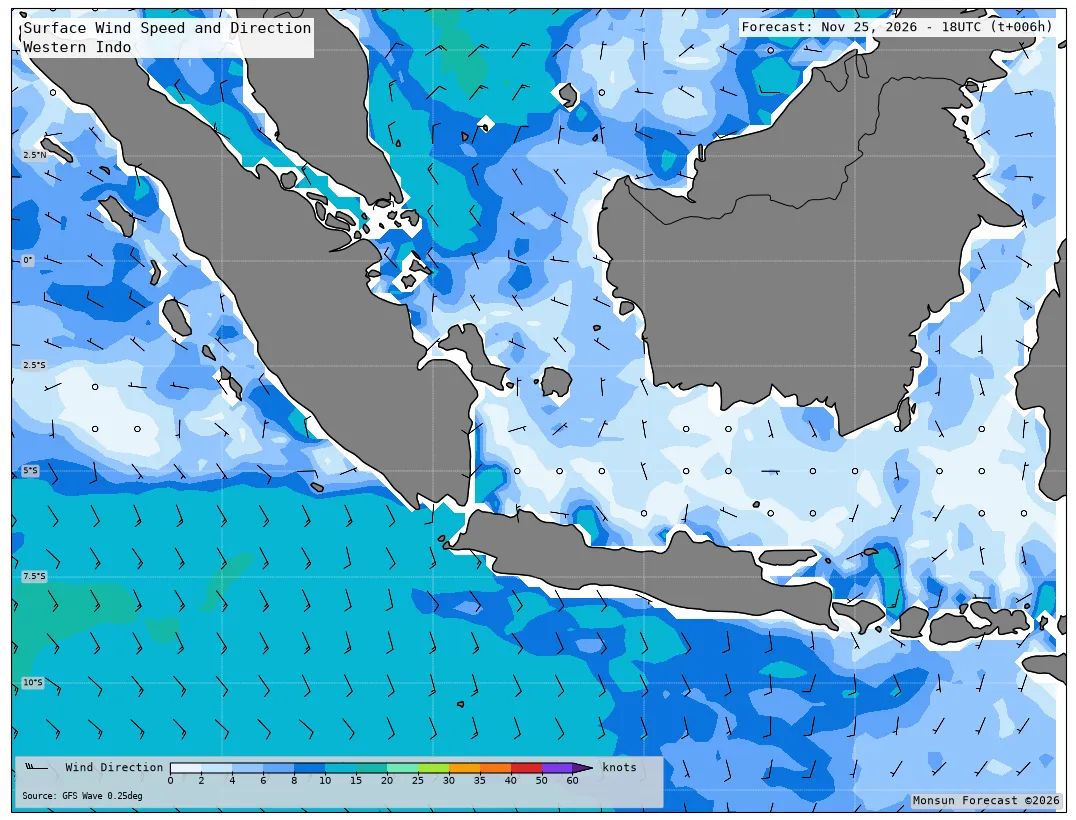 Surface Wind Speed and Direction
Western Indo
Forecast: Nov 25, 2026 - 18UTC (t+006h)
2.5°N
0°
2.5°S
5°S
7.5°S
10°S
Wind Direction
0 2 4 6 8 10 15 20 25 30 35 40 50 60
knots
Source: GFS Wave 0.25deg
Monsun Forecast ©2026